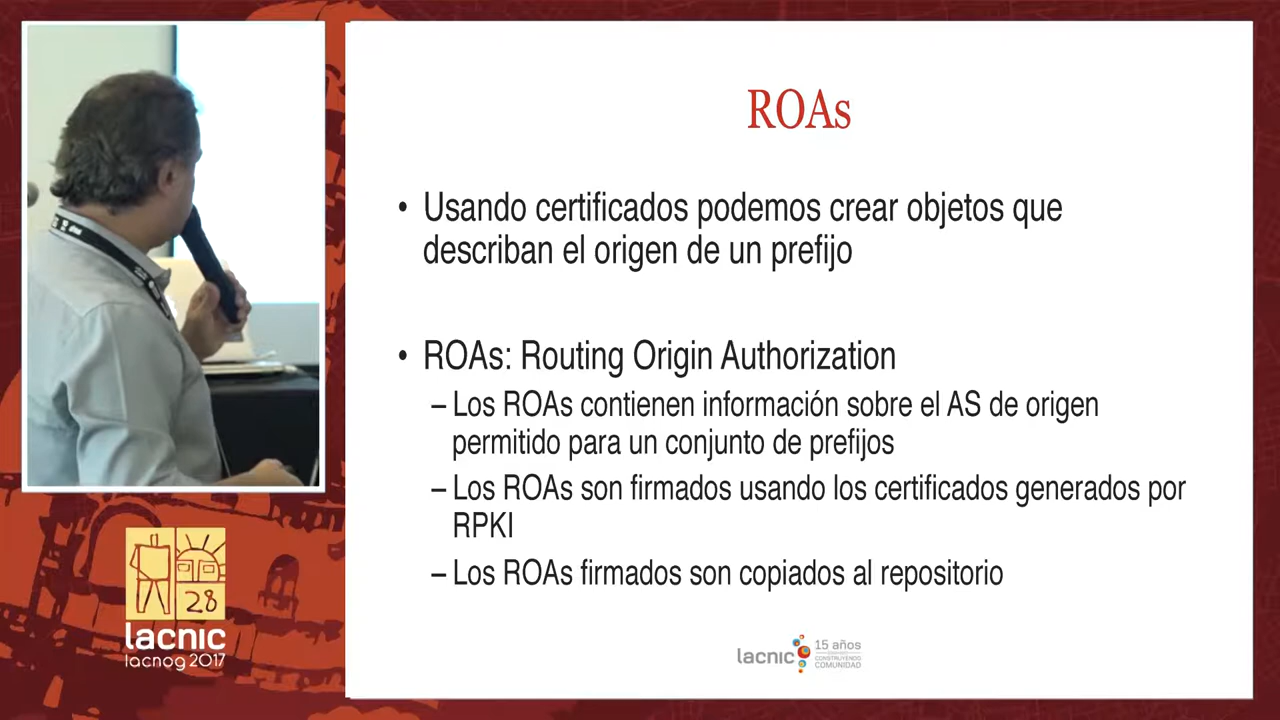 ROAs
• Usando certificados podemos crear objetos que
describan el origen de un prefijo
• ROAs: Routing Origin Authorization
– Los ROAs contienen información sobre el AS de origen
permitido para un conjunto de prefijos
– Los ROAs son firmados usando los certificados generados por
RPKI
– Los ROAs firmados son copiados al repositorio
28
lacnic
lacnog 2017
lacnic
15 años
CONSTRUYENDO
COMUNIDAD